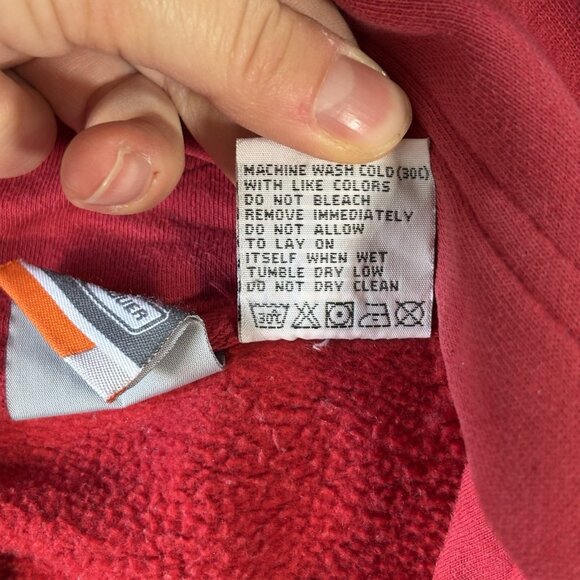 MACHINE WASH COLD (30C)
WITH LIKE COLORS
DO NOT BLEACH
REMOVE IMMEDIATELY
DO NOT ALLOW
TO LAY ON
ITSELF WHEN WET
TUMBLE DRY LOW
DO NOT DRY CLEAN
30C